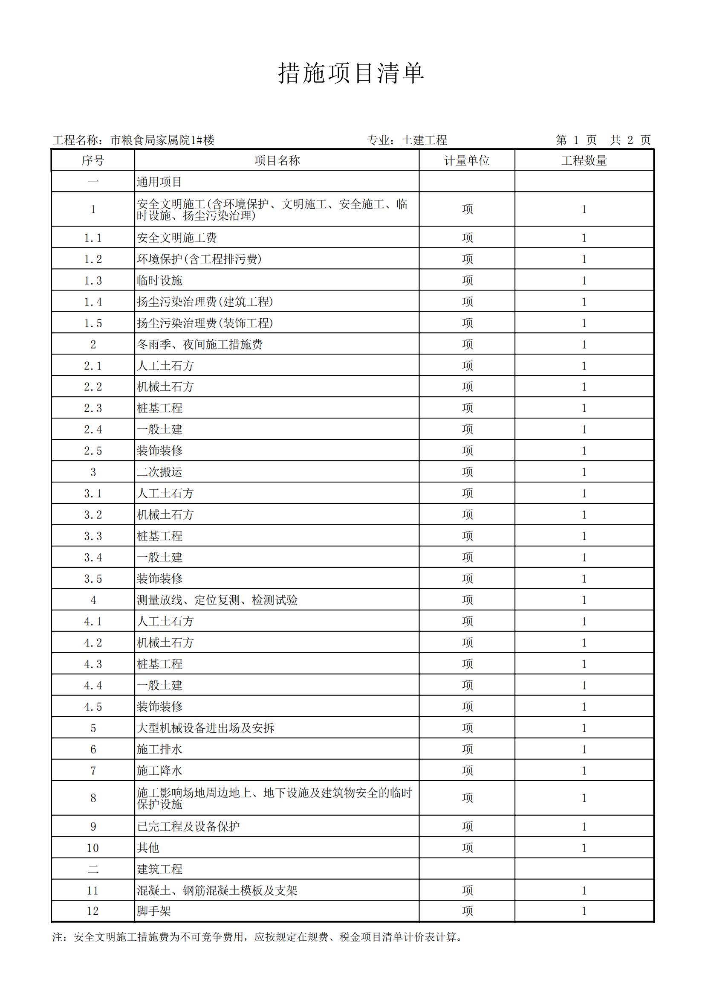 措施项目清单
工程名称：市粮食局家属院1#楼 专业：土建工程 第 1 页 共 2 页
序号 项目名称 计量单位 工程数量
一 通用项目
1 安全文明施工(含环境保护、文明施工、安全施工、临 项 1
时设施、扬尘污染治理)
1.1 安全文明施工费 项 1
1.2 环境保护(含工程排污费) 项 1
1.3 临时设施 项 1
1.4 扬尘污染治理费(建筑工程) 项 1
1.5 扬尘污染治理费(装饰工程) 项 1
2 冬雨季、夜间施工措施费 项 1
2.1 人工土石方 项 1
2.2 机械土石方 项 1
2.3 桩基工程 项 1
2.4 一般土建 项 1
2.5 装饰装修 项 1
3 二次搬运 项 1
3.1 人工土石方 项 1
3.2 机械土石方 项 1
3.3 桩基工程 项 1
3.4 一般土建 项 1
3.5 装饰装修 项 1
4 测量放线、定位复测、检测试验 项 1
4.1 人工土石方 项 1
4.2 机械土石方 项 1
4.3 桩基工程 项 1
4.4 一般土建 项 1
4.5 装饰装修 项 1
5 大型机械设备进出场及安拆 项 1
6 施工排水 项 1
7 施工降水 项 1
8 施工影响场地周边地上、地下设施及建筑物安全的临时 项 1
保护设施
9 已完工程及设备保护 项 1
10 其他 项 1
二 建筑工程
11 混凝土、钢筋混凝土模板及支架 项 1
12 脚手架 项 1
注：安全文明施工措施费为不可竞争费用，应按规定在规费、税金项目清单计价表计算。